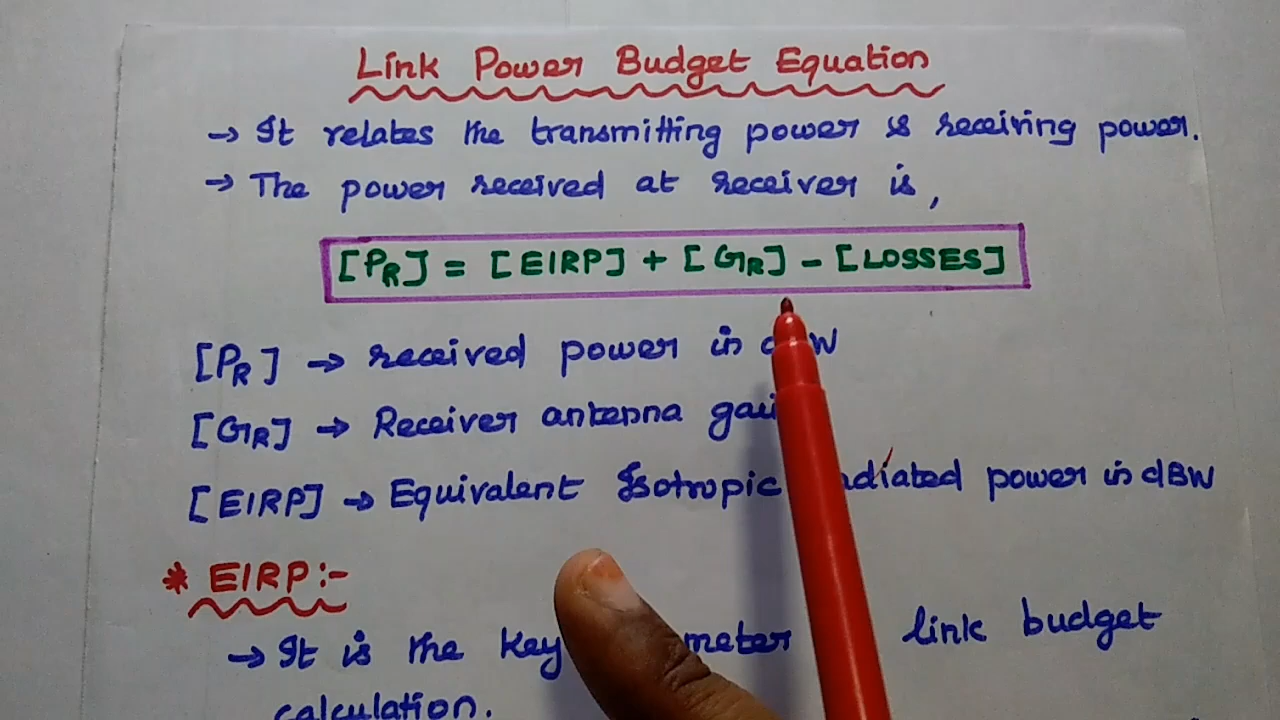 Link Power Budget Equation
→ It relates the transmitting power & receiving power.
→ The power received at receiver is,
[PR] = [EIRP] + [GR] - [LOSSES]
[PR] → received power in dBW
[GR] → Receiver antenna
[EIRP] → Equivalent Isotropic power in dBW
* EIRP:-
→ It is the key link budget
calculation.